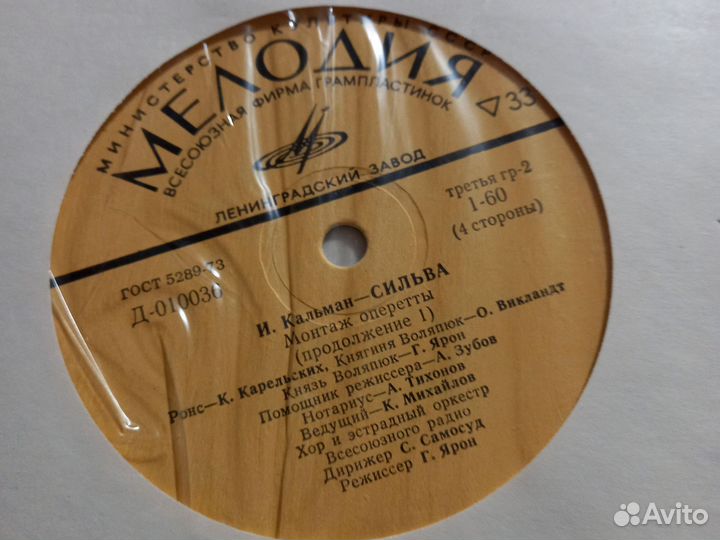 МИНИСТЕРСТВО КУЛЬТУРЫ СССР
МЕЛОДИЯ
ВСЕСОЮЗНАЯ ФИРМА ГРАМПЛАСТИНОК
33
ЛЕНИНГРАДСКИЙ ЗАВОД
третья гр-2
1-60
(4 стороны)
ГОСТ 5289-73
Д-010036
И. Кальман—СИЛЬВА
Монтаж оперетты
(продолжение 1)
Ронс—К. Карельских, Княгиня Воляпюк—О. Викландт
Князь Воляпюк—Г. Ярон
Помощник режиссера—А. Зубов
Нотариус—А. Тихонов
Ведущий—К. Михайлов
Хор и эстрадный оркестр
Всесоюзного радио
Дирижер С. Самосуд
Режиссер Г. Ярон
Avito